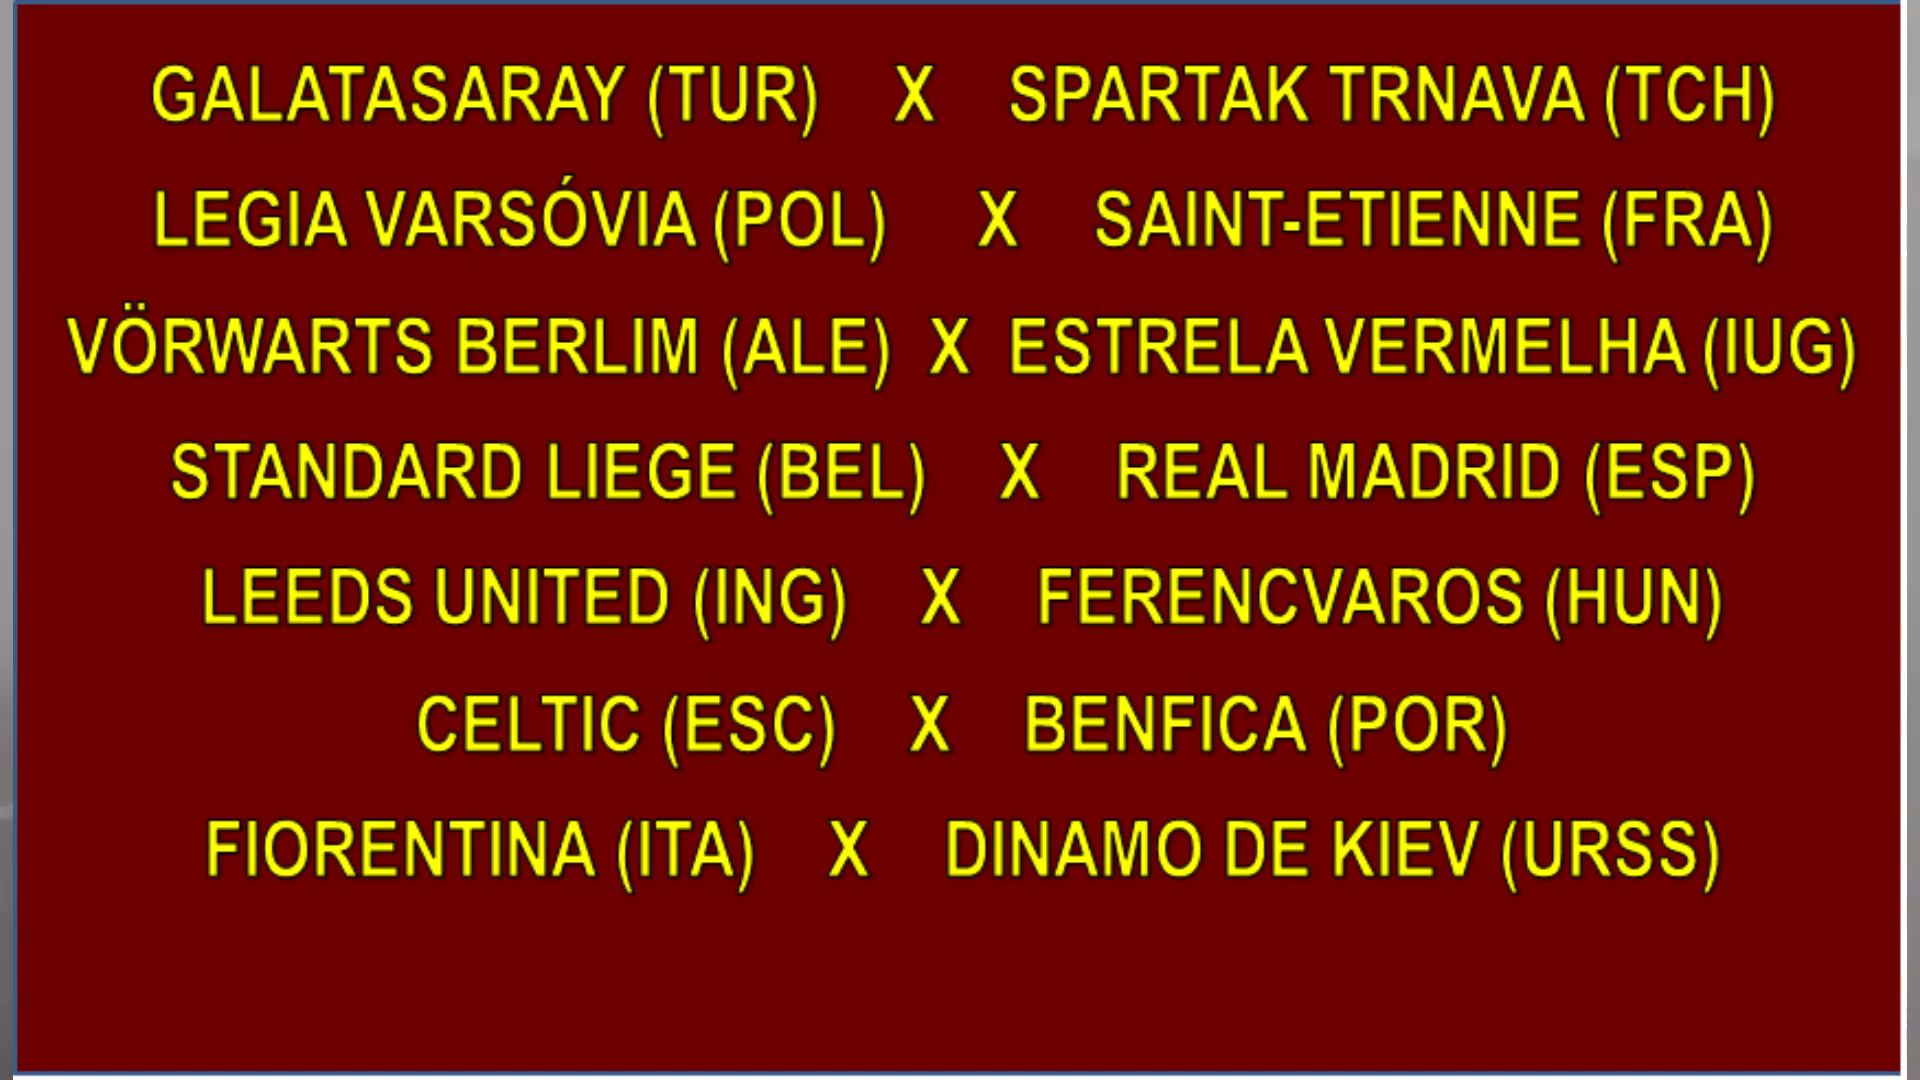 GALATASARAY (TUR) X SPARTAK TRNAVA (TCH)
LEGIA VARSÓVIA (POL) X SAINT-ETIENNE (FRA)
VÖRWARTS BERLIM (ALE) X ESTRELA VERMELHA (IUG)
STANDARD LIEGE (BEL) X REAL MADRID (ESP)
LEEDS UNITED (ING) X FERENCVAROS (HUN)
CELTIC (ESC) X BENFICA (POR)
FIORENTINA (ITA) X DINAMO DE KIEV (URSS)